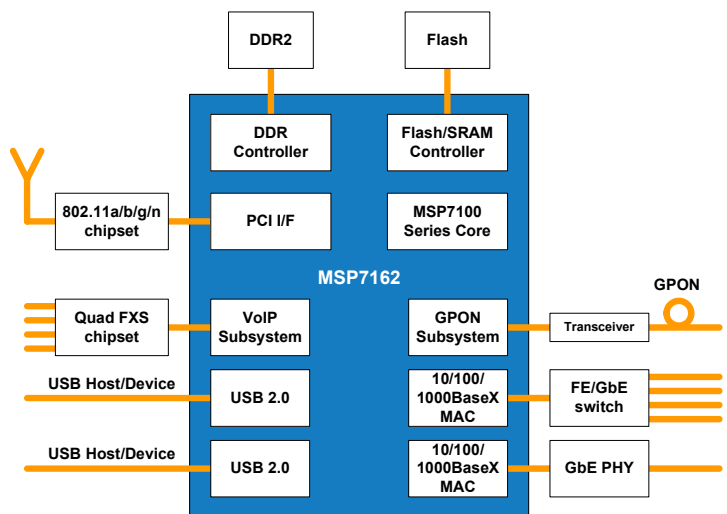 DDR2
Flash
DDR
Controller
Flash/SRAM
Controller
802.11a/b/g/n
chipset
PCI I/F
MSP7100
Series Core
MSP7162
GPON
Quad FXS
chipset
VoIP
Subsystem
GPON
Subsystem
Transceiver
USB Host/Device
USB 2.0
10/100/
1000BaseX
MAC
FE/GbE
switch
USB Host/Device
USB 2.0
10/100/
1000BaseX
MAC
GbE PHY